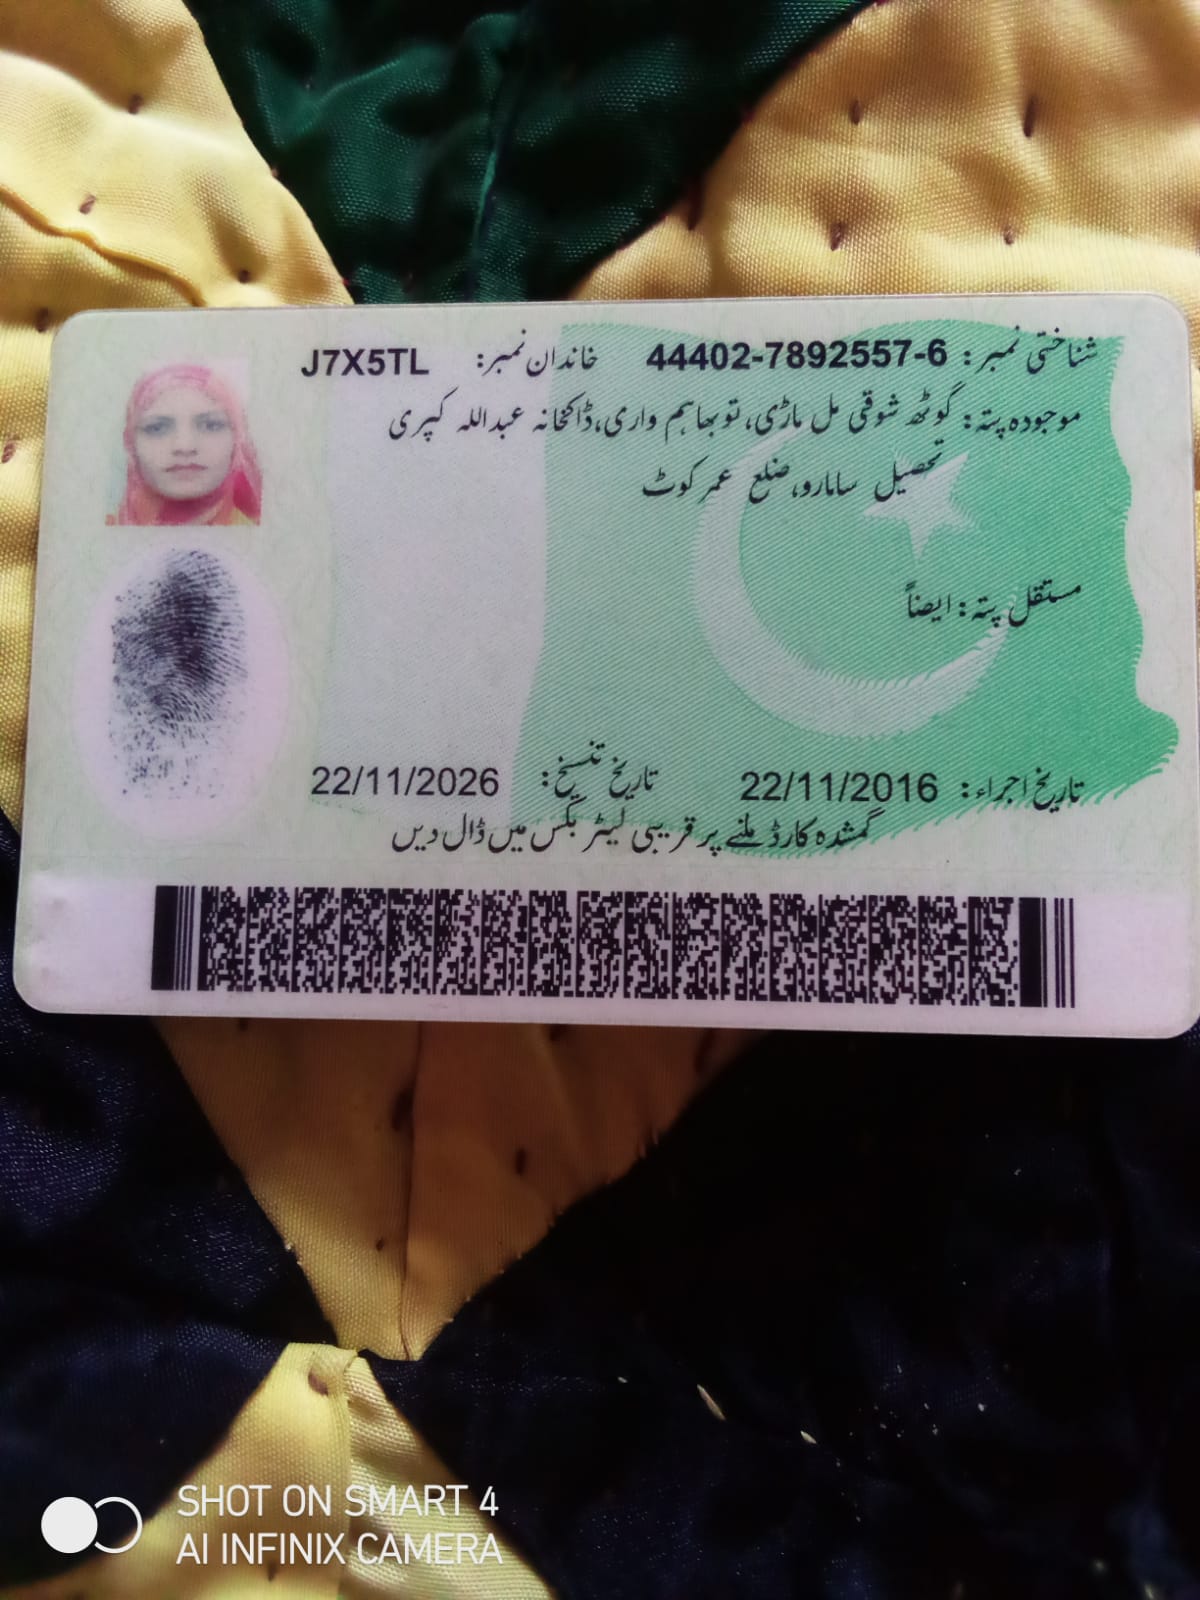 شناختی نمبر: 44402-7892557-6 خاندان نمبر: J7X5TL
موجودہ پتہ: گوٹھ شوقی مل ماڑی، توبھاہم واری، ڈاکخانہ عبداللہ کپری
تحصیل سامارو، ضلع عمر کوٹ
مستقل پتہ: ایضاً
تاریخ اجراء: 22/11/2016 تاریخ تنسیخ: 22/11/2026
گمشدہ کارڈ ملنے پر قریبی لیٹر بکس میں ڈال دیں
SHOT ON SMART 4
AI INFINIX CAMERA